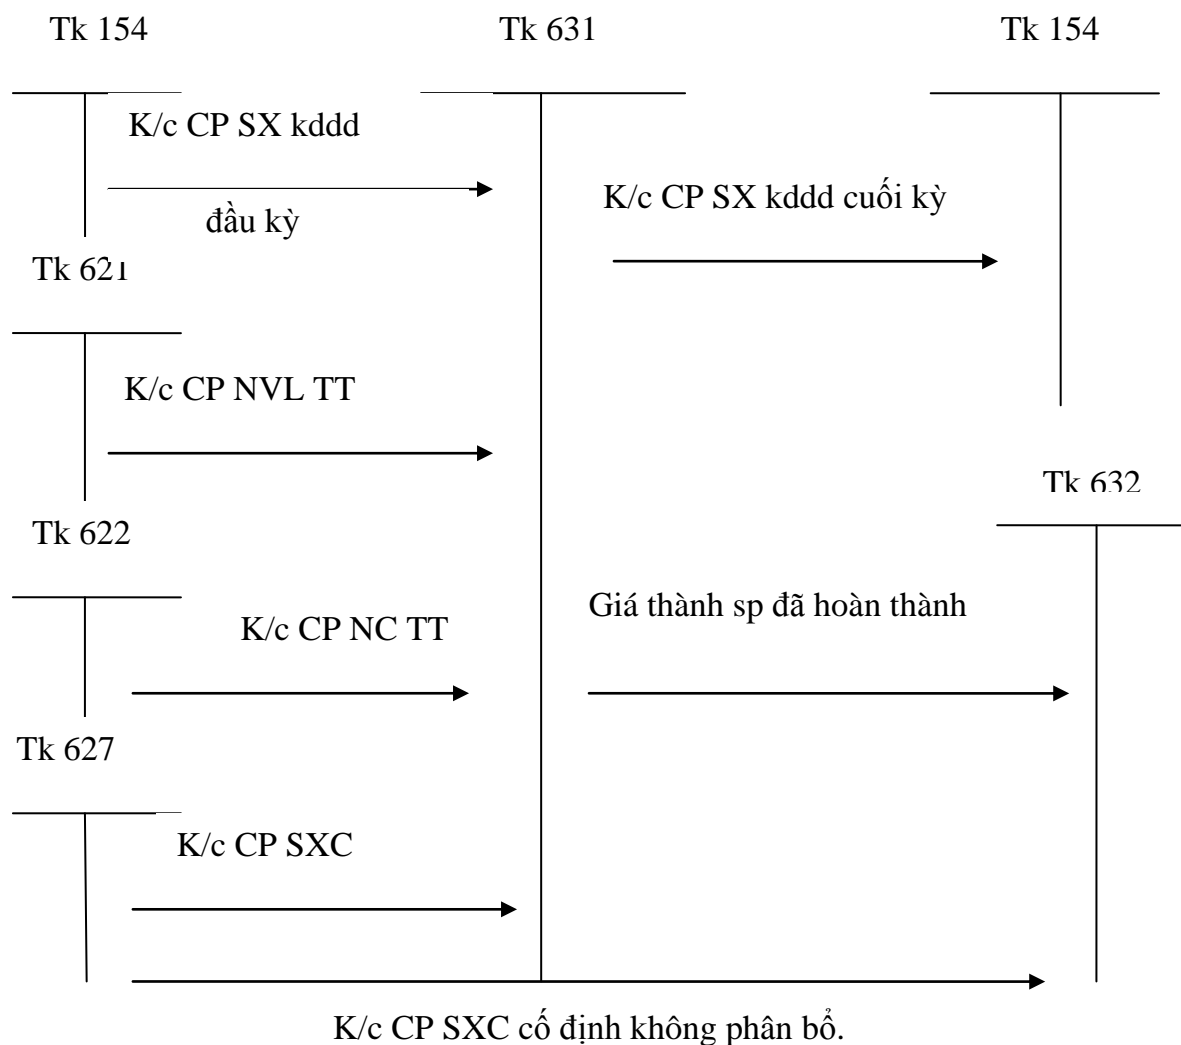 Tk 154
Tk 631
Tk 154
K/c CP SX kddd
đầu kỳ
K/c CP SX kddd cuối kỳ
Tk 621
K/c CP NVL TT
Tk 632
Tk 622
Giá thành sp đã hoàn thành
K/c CP NC TT
Tk 627
K/c CP SXC
K/c CP SXC cố định không phân bổ.